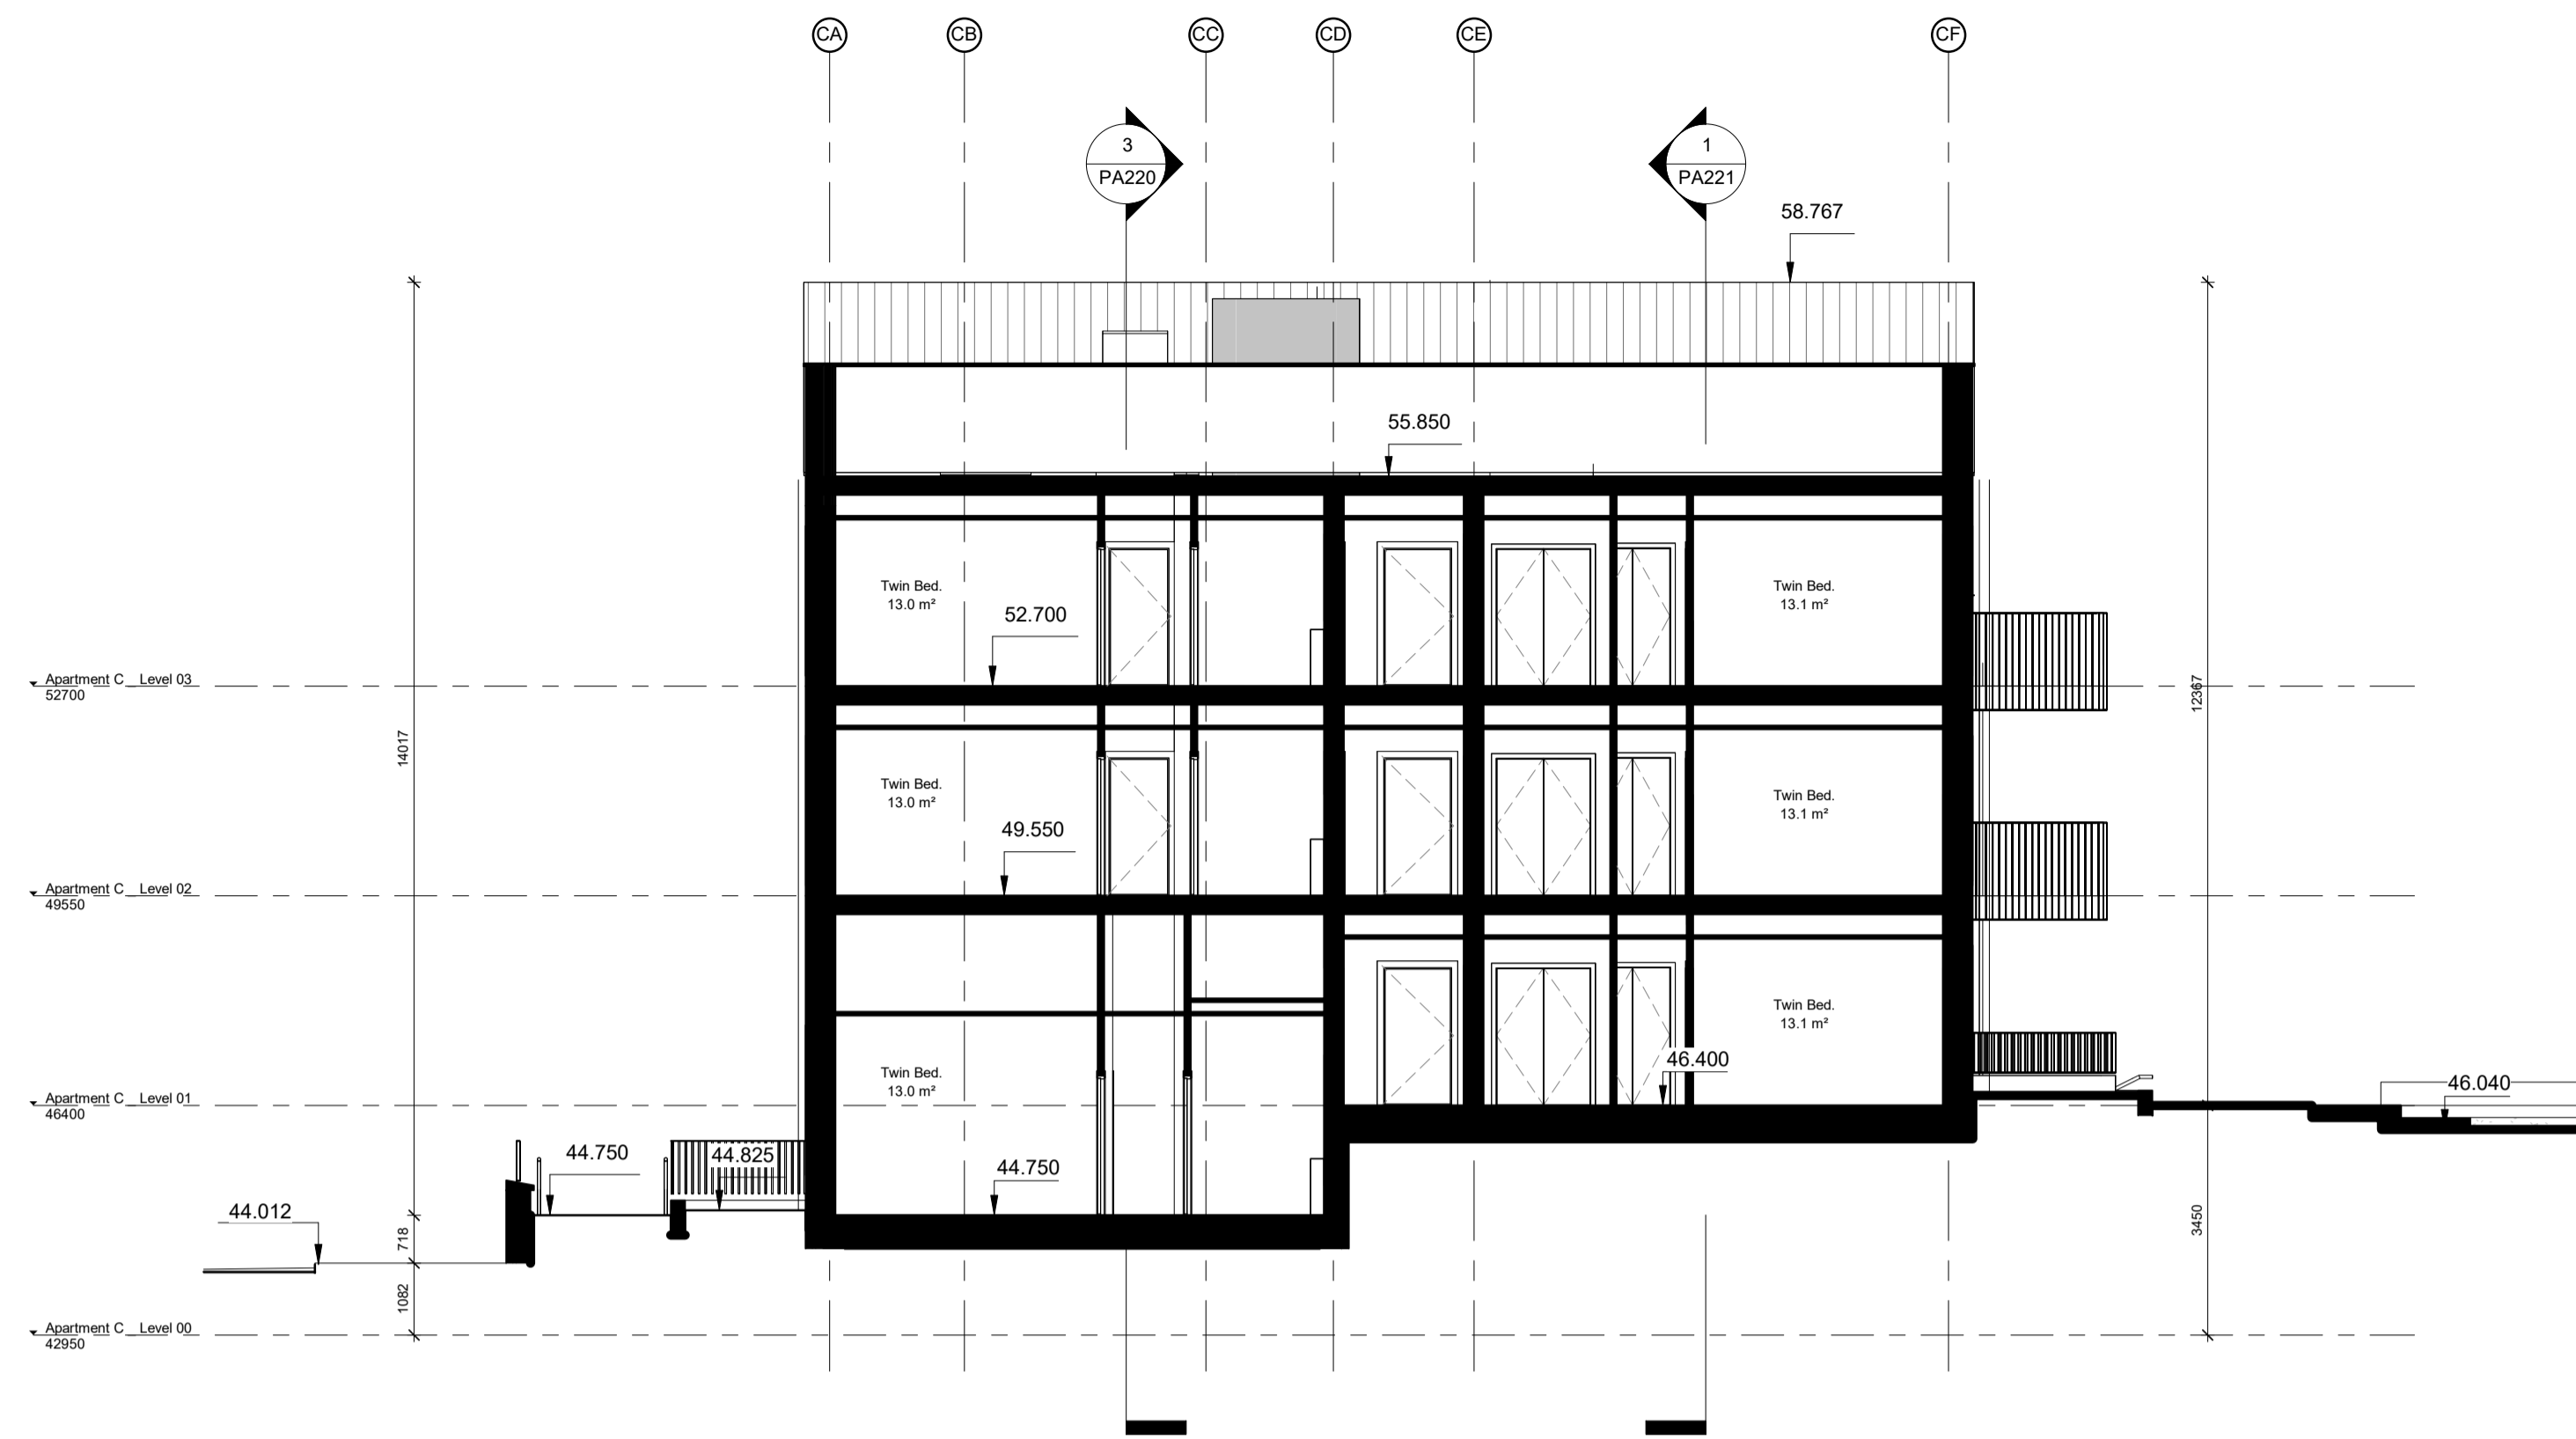 CA
CB
CC
CD
CE
CF
3
PA220
1
PA221
58.767
55.850
Twin Bed.
13.0 m²
52.700
Twin Bed.
13.1 m²
Apartment C _ Level 03
52700
12367
14017
Twin Bed.
13.0 m²
49.550
Twin Bed.
13.1 m²
Apartment C _ Level 02
49550
Twin Bed.
13.0 m²
Twin Bed.
13.1 m²
46.400
46.040
Apartment C _ Level 01
46400
44.750
44.825
44.750
44.012
718
3450
1082
Apartment C _ Level 00
42950